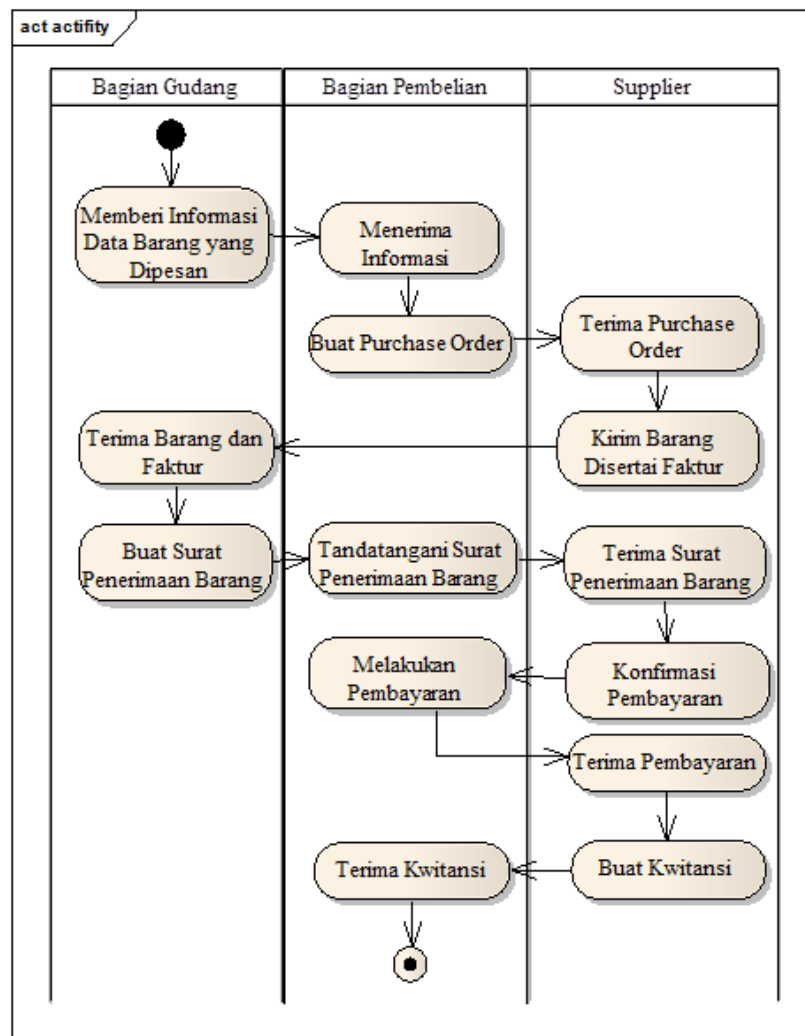 act actifity
Bagian Gudang
Bagian Pembelian
Supplier
Memberi Informasi
Data Barang yang
Dipesan
Menerima
Informasi
Buat Purchase Order
Terima Purchase
Order
Kirim Barang
Disertai Faktur
Terima Barang dan
Faktur
Buat Surat
Penerimaan Barang
Tandatangani Surat
Penerimaan Barang
Terima Surat
Penerimaan Barang
Konfirmasi
Pembayaran
Melakukan
Pembayaran
Terima Pembayaran
Buat Kwitansi
Terima Kwitansi